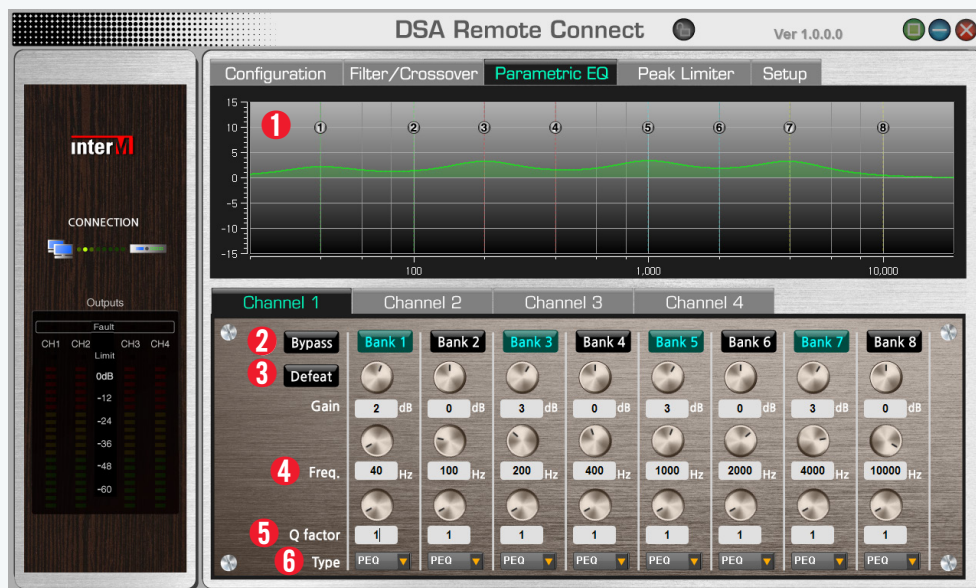 DSA Remote Connect
Ver 1.0.0.0
interM
CONNECTION
Outputs
Fault
CH1 CH2 CH3 CH4
Limit
0dB
-12
-24
-36
-48
-60
Configuration Filter/Crossover Parametric EQ Peak Limiter Setup
15
10
5
0
-5
-10
-15
1
1 2 3 4 5 6 7 8
100 1,000 10,000
Channel 1 Channel 2 Channel 3 Channel 4
2 Bypass Bank 1 Bank 2 Bank 3 Bank 4 Bank 5 Bank 6 Bank 7 Bank 8
3 Defeat
Gain 2 dB 0 dB 3 dB 0 dB 3 dB 0 dB 3 dB 0 dB
4 Freq. 40 Hz 100 Hz 200 Hz 400 Hz 1000 Hz 2000 Hz 4000 Hz 10000 Hz
5 Q factor 1 1 1 1 1 1 1 1
6 Type PEQ PEQ PEQ PEQ PEQ PEQ PEQ PEQ